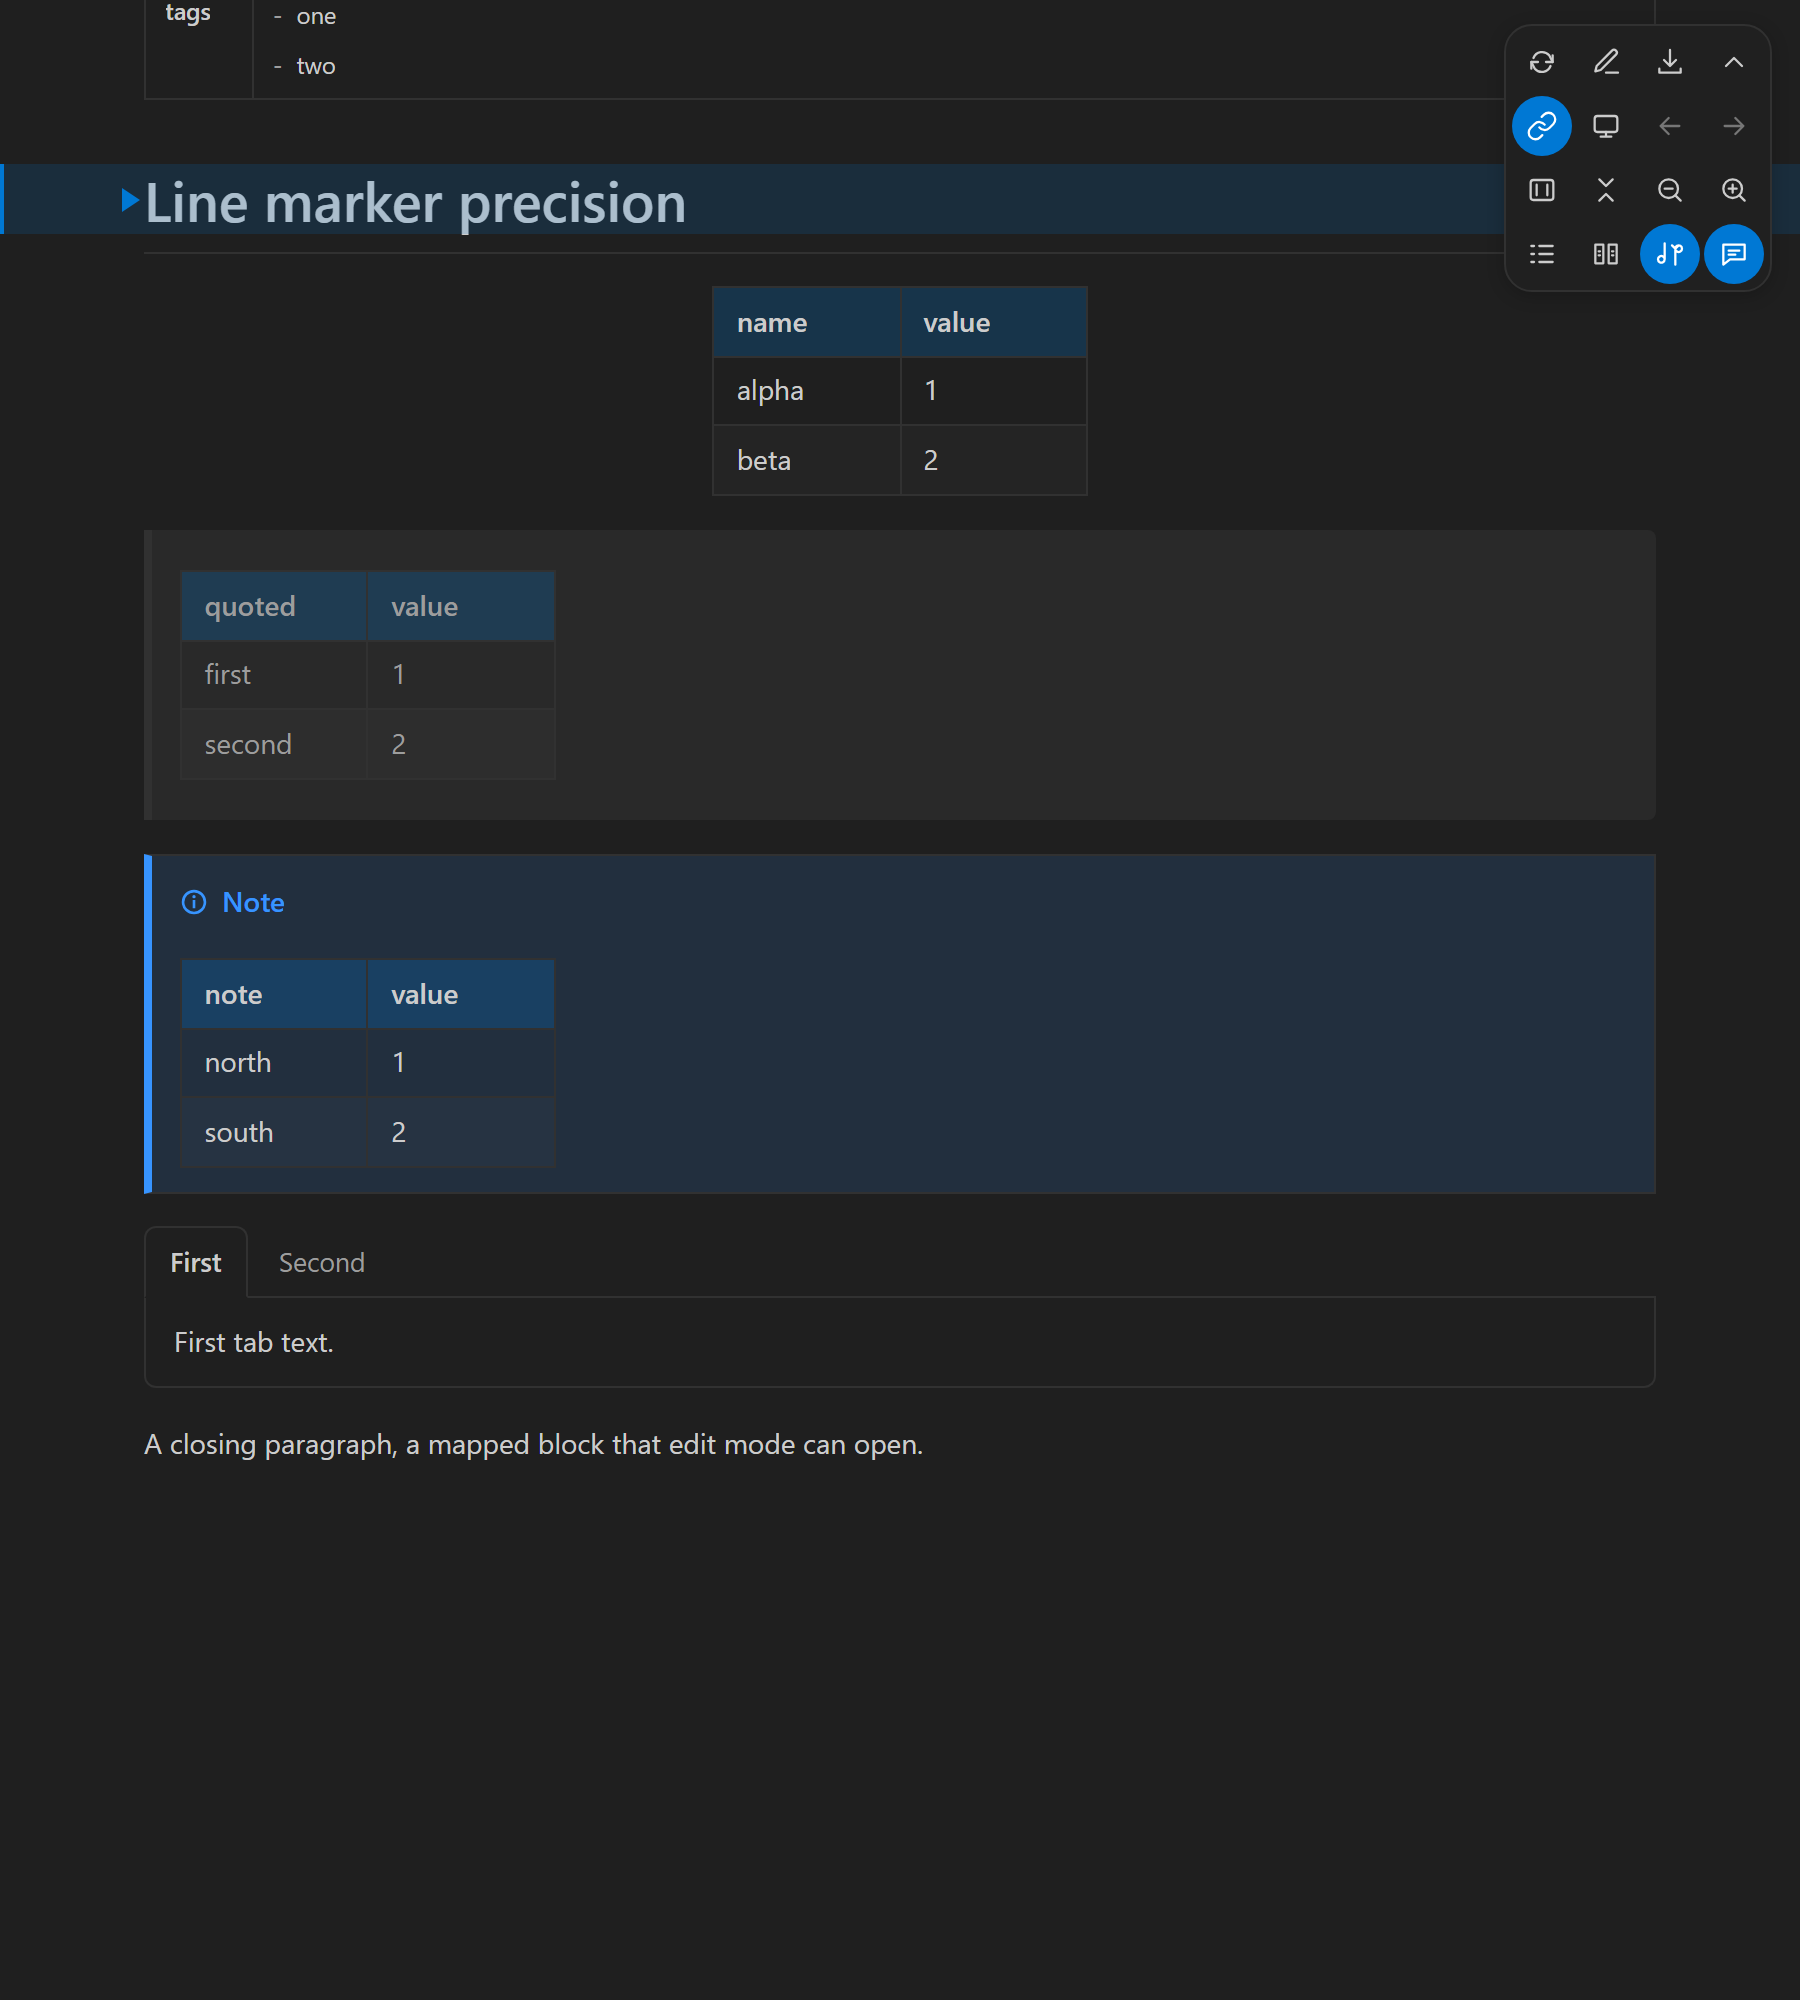 tags
- one
- two
Line marker precision
name value
alpha 1
beta 2
quoted value
first 1
second 2
Note
note value
north 1
south 2
First Second
First tab text.
A closing paragraph, a mapped block that edit mode can open.